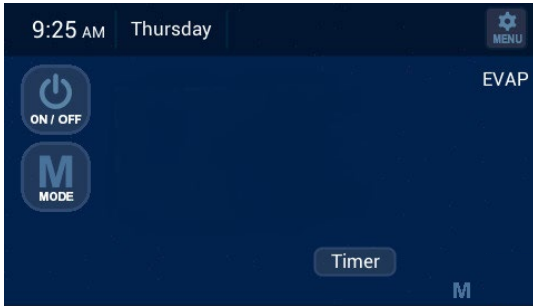 9:25 AM Thursday
MENU
EVAP
ON / OFF
M
MODE
Timer
M